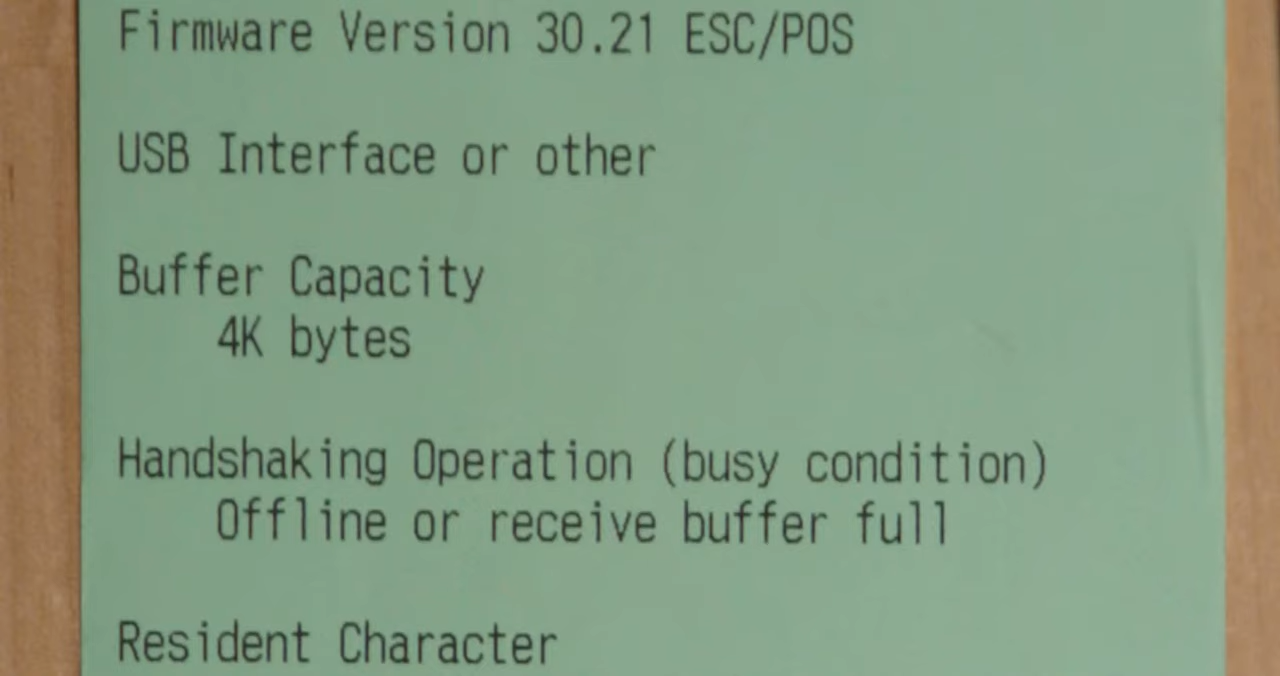 Firmware Version 30.21 ESC/POS
USB Interface or other
Buffer Capacity
4K bytes
Handshaking Operation (busy condition)
Offline or receive buffer full
Resident Character